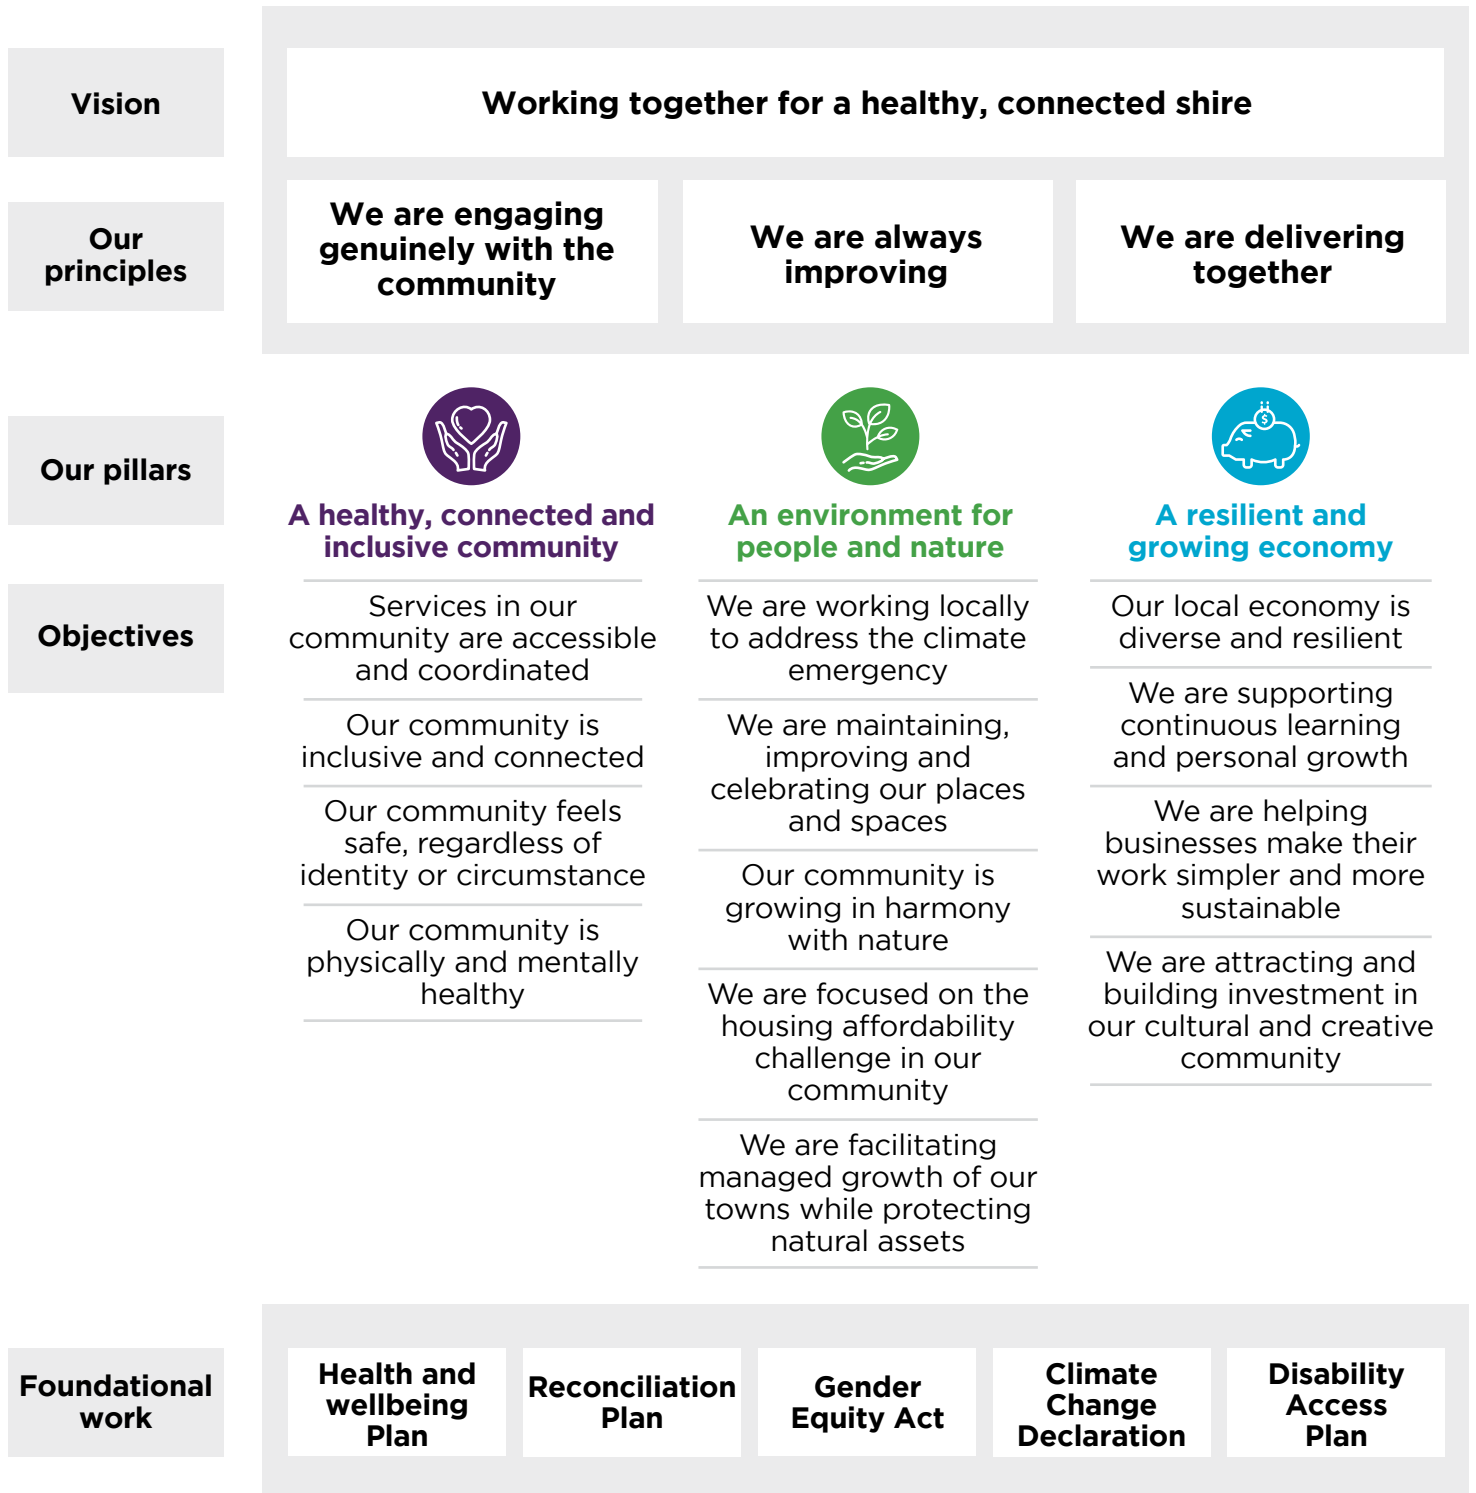 Vision
Working together for a healthy, connected shire
Our
principles
We are engaging
genuinely with the
community
We are always
improving
We are delivering
together
Our pillars
$
A healthy, connected and
inclusive community
An environment for
people and nature
A resilient and
growing economy
Objectives
Services in our
community are accessible
and coordinated
Our community is
inclusive and connected
Our community feels
safe, regardless of
identity or circumstance
Our community is
physically and mentally
healthy
We are working locally
to address the climate
emergency
We are maintaining,
improving and
celebrating our places
and spaces
Our community is
growing in harmony
with nature
We are focused on the
housing affordability
challenge in our
community
We are facilitating
managed growth of our
towns while protecting
natural assets
Our local economy is
diverse and resilient
We are supporting
continuous learning
and personal growth
We are helping
businesses make their
work simpler and more
sustainable
We are attracting and
building investment in
our cultural and creative
community
Foundational
work
Health and
wellbeing
Plan
Reconciliation
Plan
Gender
Equity Act
Climate
Change
Declaration
Disability
Access
Plan